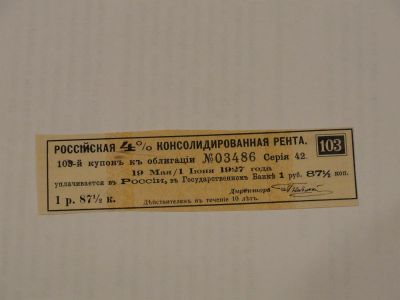 РОССІЙСКАЯ 4% КОНСОЛИДИРОВАННАЯ РЕНТА. 103
103-й купонъ къ облигаціи №03486 Серія 42.
19 Мая/1 Іюня 1927 года
уплачивается въ Россіи, въ Государственномъ Банкѣ 1 руб. 87½ коп.
Директоръ
1 р. 87½ к. Дѣйствителенъ въ теченіе 10 лѣтъ.